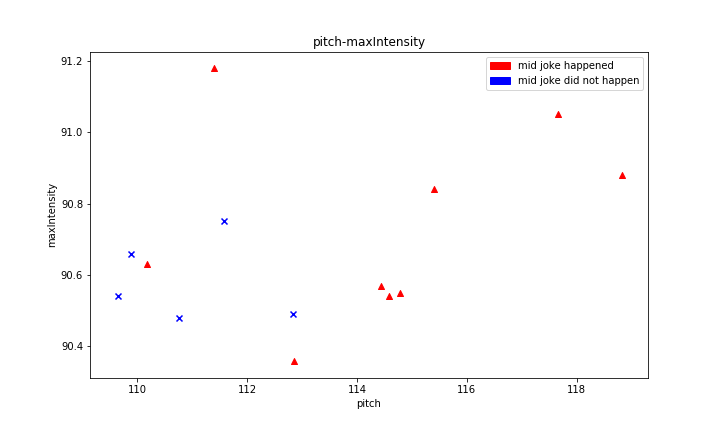 pitch-maxIntensity
mid joke happened
mid joke did not happen
maxIntensity
91.2
91.0
90.8
90.6
90.4
110 112 114 116 118
pitch